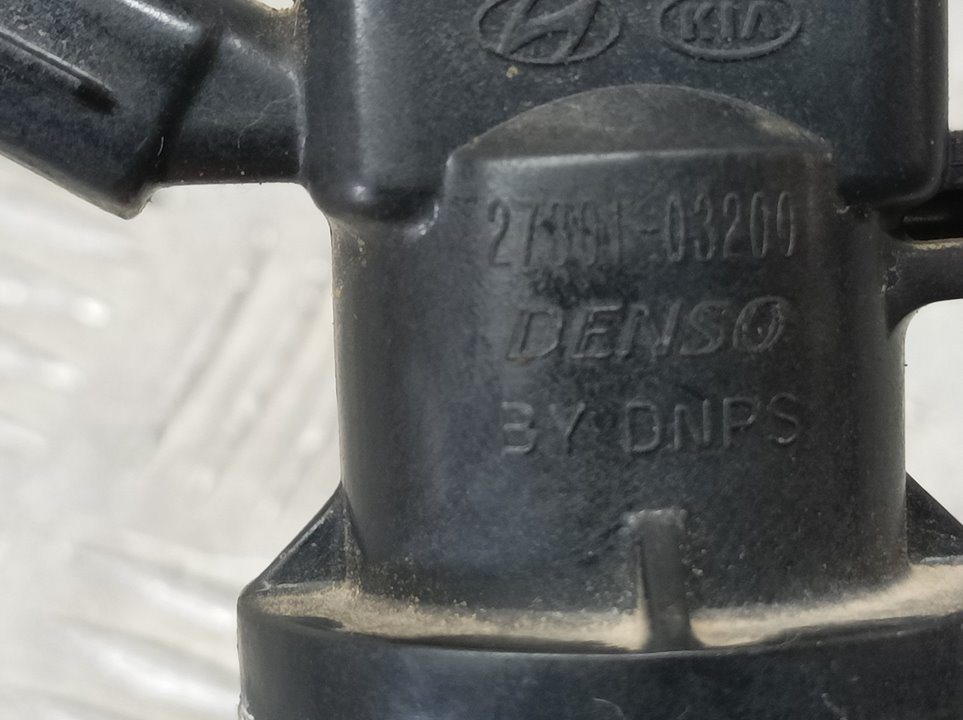 KIA
27301-03200
DENSO
BY DNPS